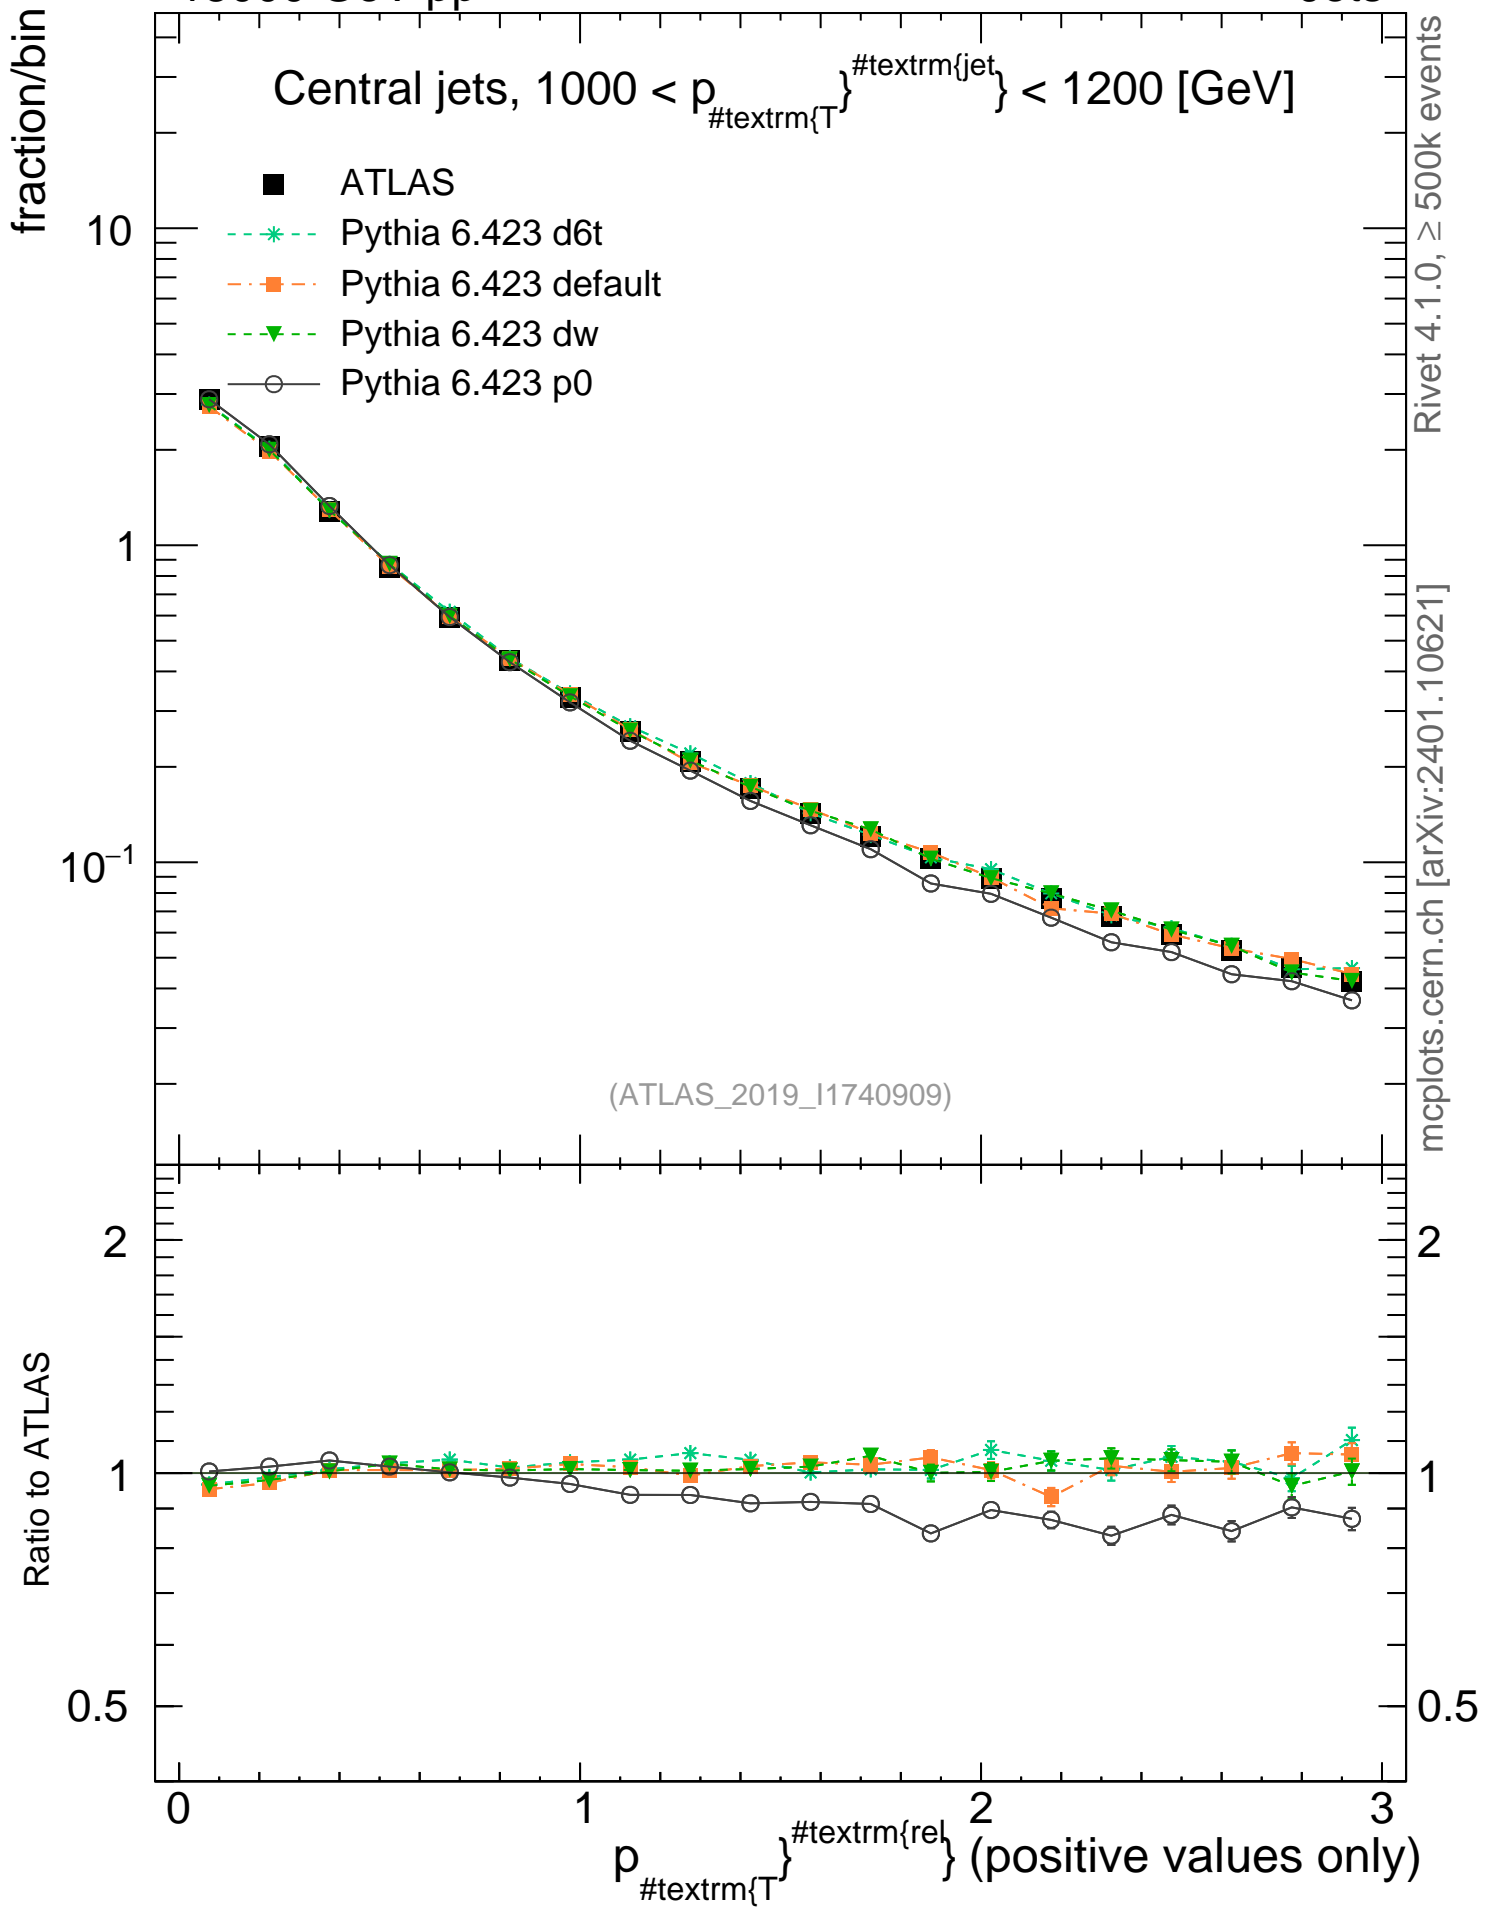 fraction/bin
Central jets, 1000 < p_#textrm{T}^#textrm{jet} < 1200 [GeV]
ATLAS
Pythia 6.423 d6t
Pythia 6.423 default
Pythia 6.423 dw
Pythia 6.423 p0
10
1
10⁻¹
(ATLAS_2019_I1740909)
Rivet 4.1.0, ≥ 500k events
mcplots.cern.ch [arXiv:2401.10621]
Ratio to ATLAS
2
1
0.5
2
1
0.5
0 1 2 3
p_#textrm{T}^#textrm{rel} (positive values only)